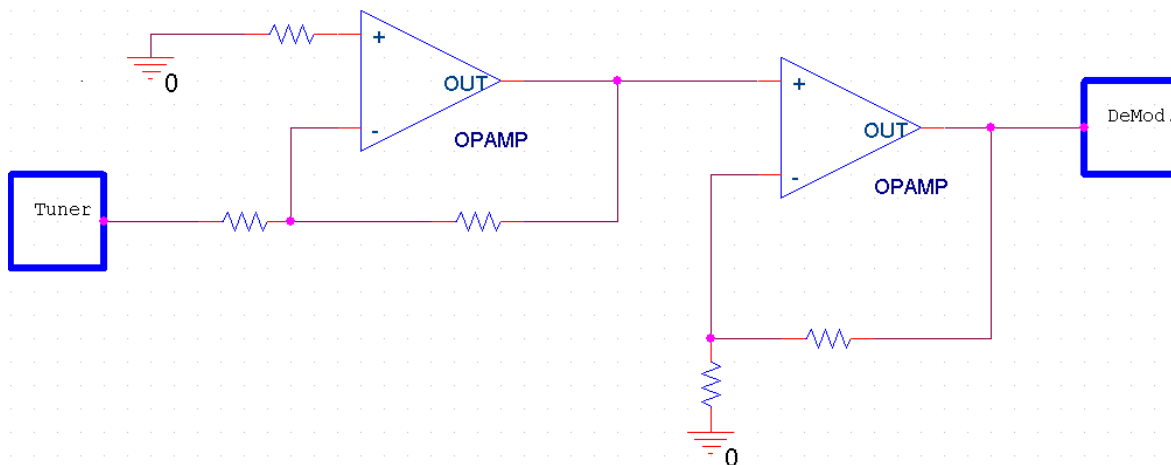 +
OUT
-
OPAMP
0
Tuner
+
OUT
-
OPAMP
DeMod.
0